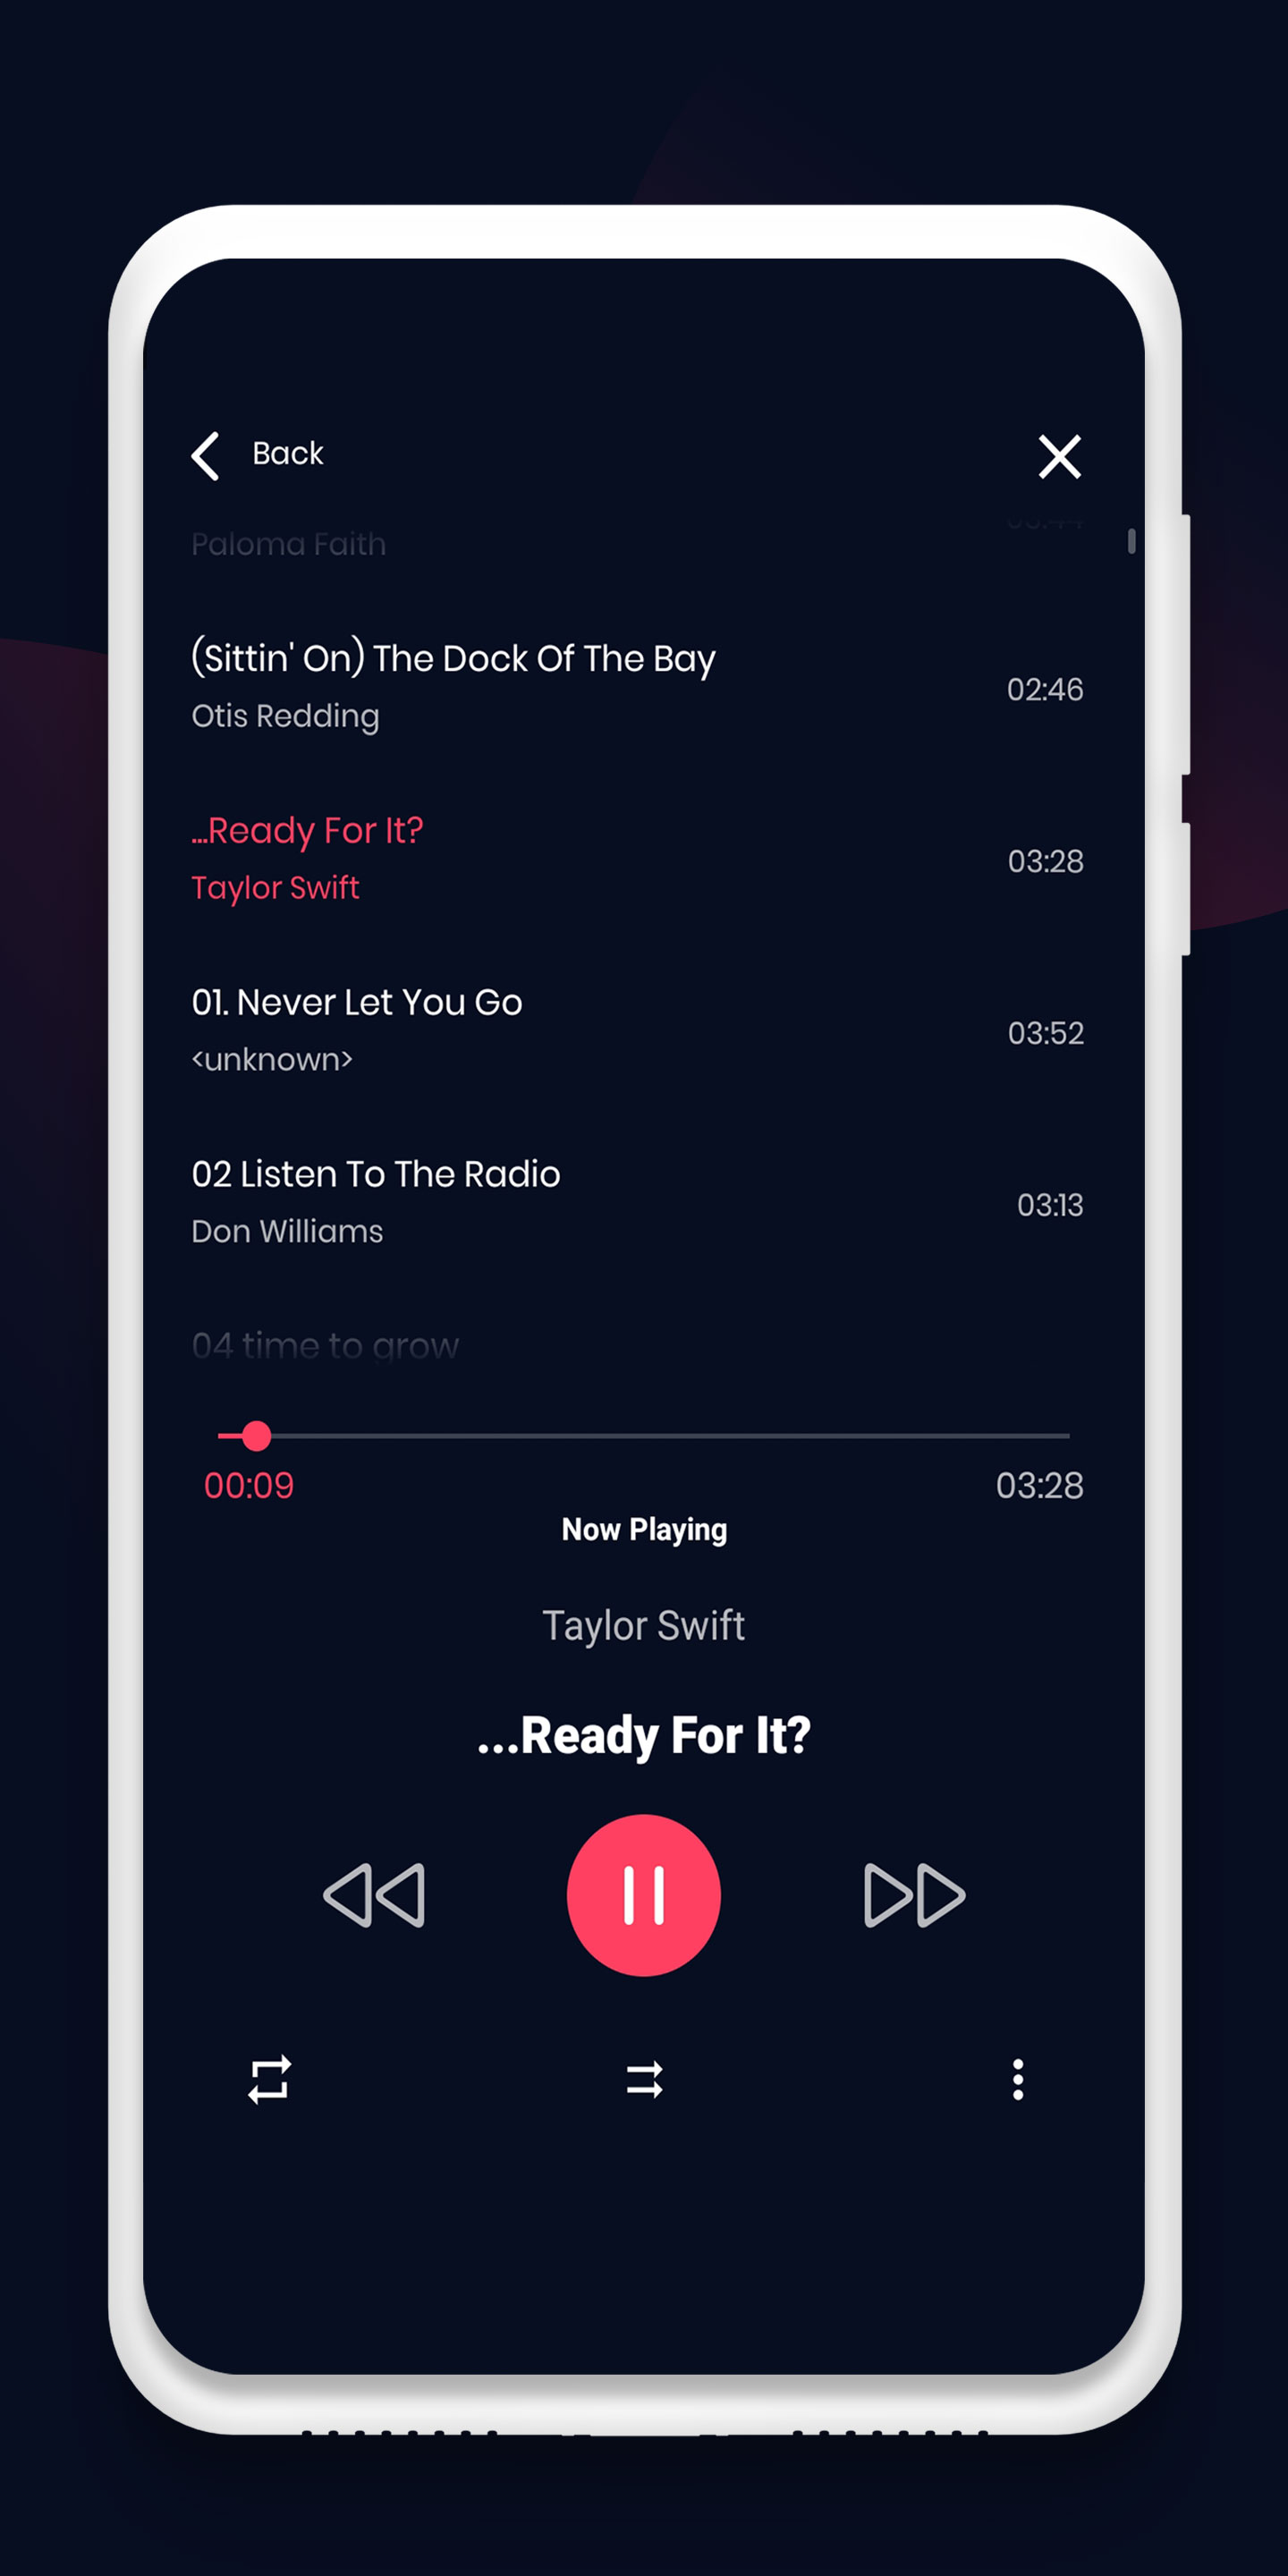 Back
Paloma Faith
(Sittin' On) The Dock Of The Bay
02:46
Otis Redding
...Ready For It?
03:28
Taylor Swift
01. Never Let You Go
03:52
<unknown>
02 Listen To The Radio
03:13
Don Williams
04 time to grow
00:09
03:28
Now Playing
Taylor Swift
...Ready For It?